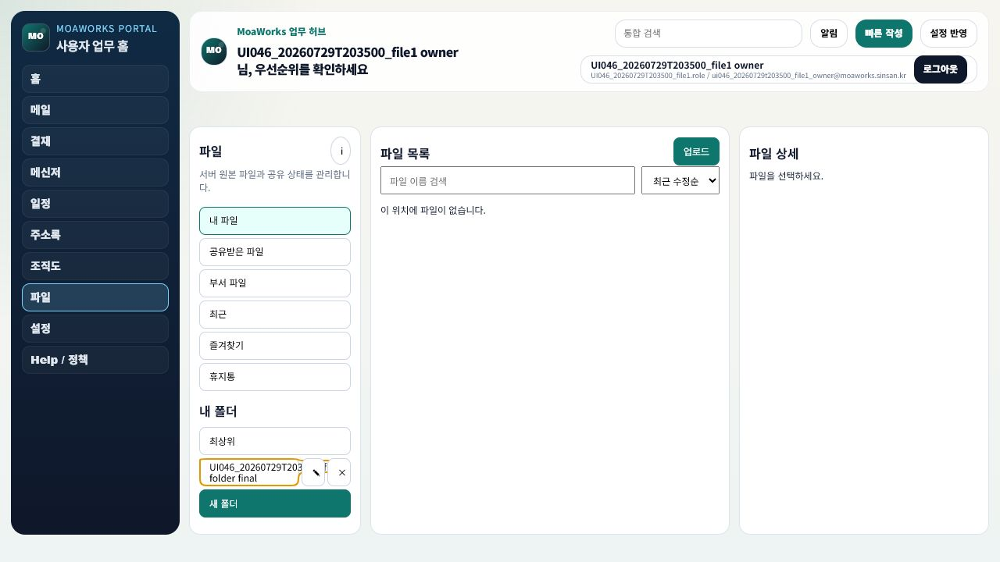 MO
MOAWORKS PORTAL
사용자 업무 홈
홈
메일
결재
메신저
일정
주소록
조직도
파일
설정
Help / 정책
MO
MoaWorks 업무 허브
UI046_20260729T203500_file1 owner
님, 우선순위를 확인하세요
통합 검색
알림
빠른 작성
설정 반영
UI046_20260729T203500_file1 owner
UI046_20260729T203500_file1.role / ui046_20260729t203500_file1_owner@moaworks.sinsan.kr
로그아웃
파일
i
서버 원본 파일과 공유 상태를 관리합니
다.
내 파일
공유받은 파일
부서 파일
최근
즐겨찾기
휴지통
내 폴더
최상위
UI046_20260729T203
folder final
×
새 폴더
파일 목록
업로드
파일 이름 검색
최근 수정순
이 위치에 파일이 없습니다.
파일 상세
파일을 선택하세요.